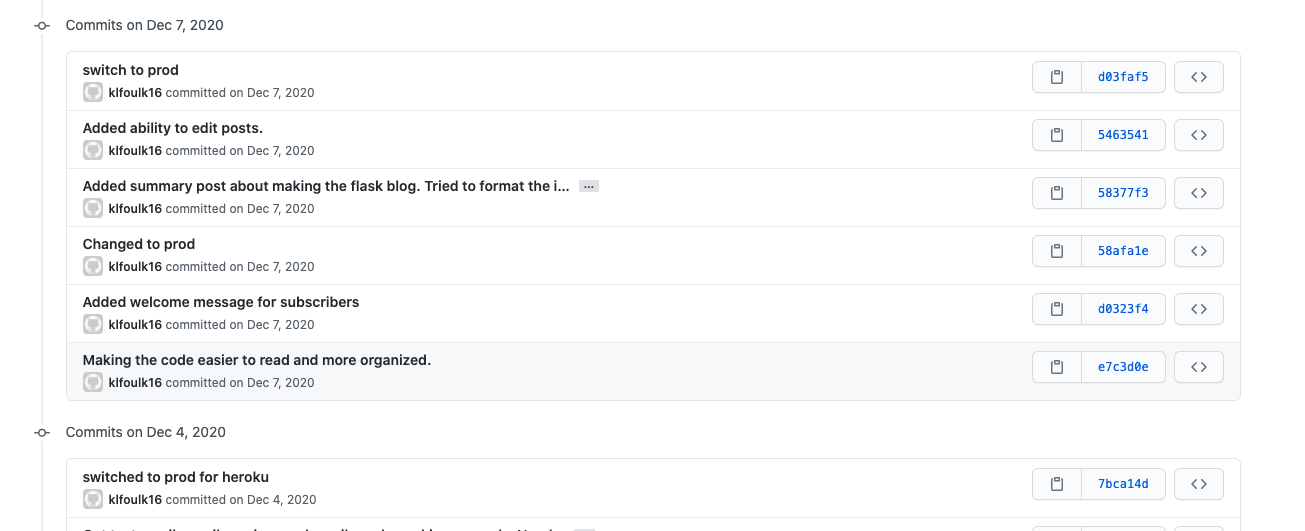 Commits on Dec 7, 2020
switch to prod
klfoulk16 committed on Dec 7, 2020
d03faf5
Added ability to edit posts.
klfoulk16 committed on Dec 7, 2020
5463541
Added summary post about making the flask blog. Tried to format the i... …
klfoulk16 committed on Dec 7, 2020
58377f3
Changed to prod
klfoulk16 committed on Dec 7, 2020
58afa1e
Added welcome message for subscribers
klfoulk16 committed on Dec 7, 2020
d0323f4
Making the code easier to read and more organized.
klfoulk16 committed on Dec 7, 2020
e7c3d0e
Commits on Dec 4, 2020
switched to prod for heroku
klfoulk16 committed on Dec 4, 2020
7bca14d